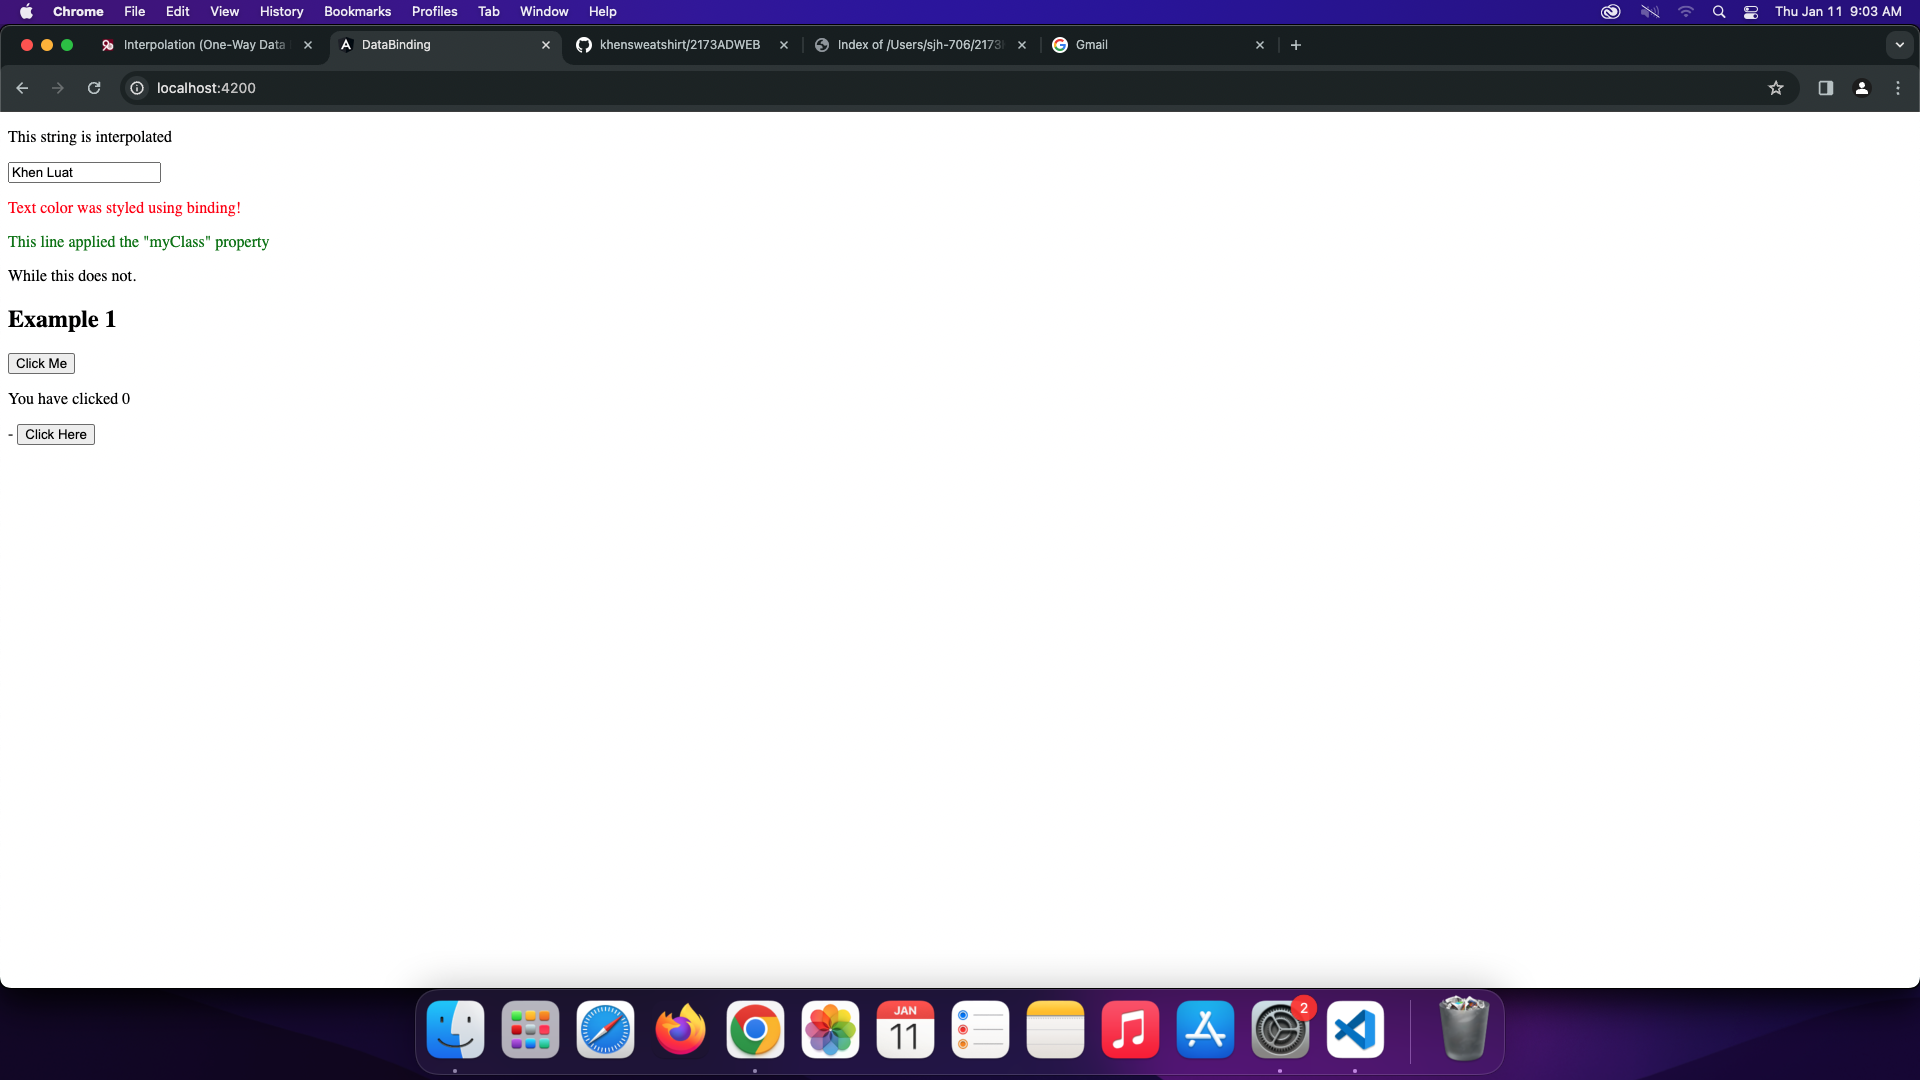 Chrome File Edit View History Bookmarks Profiles Tab Window Help Thu Jan 11 9:03 AM
Interpolation (One-Way Data DataBinding khensweatshirt/2173ADWEB Index of /Users/sjh-706/2173 Gmail
localhost:4200
This string is interpolated
Khen Luat
Text color was styled using binding!
This line applied the "myClass" property
While this does not.
Example 1
Click Me
You have clicked 0
- Click Here
JAN
11
2